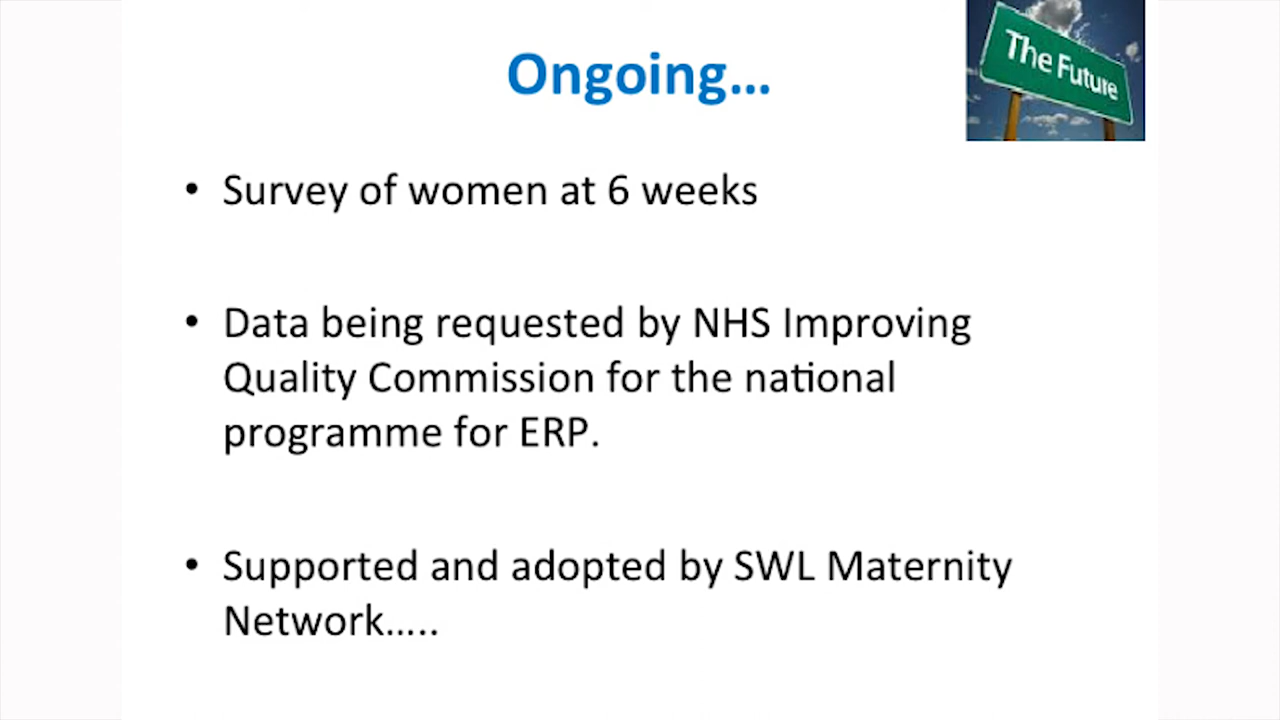 Ongoing...
The Future
• Survey of women at 6 weeks
• Data being requested by NHS Improving
Quality Commission for the national
programme for ERP.
• Supported and adopted by SWL Maternity
Network.....